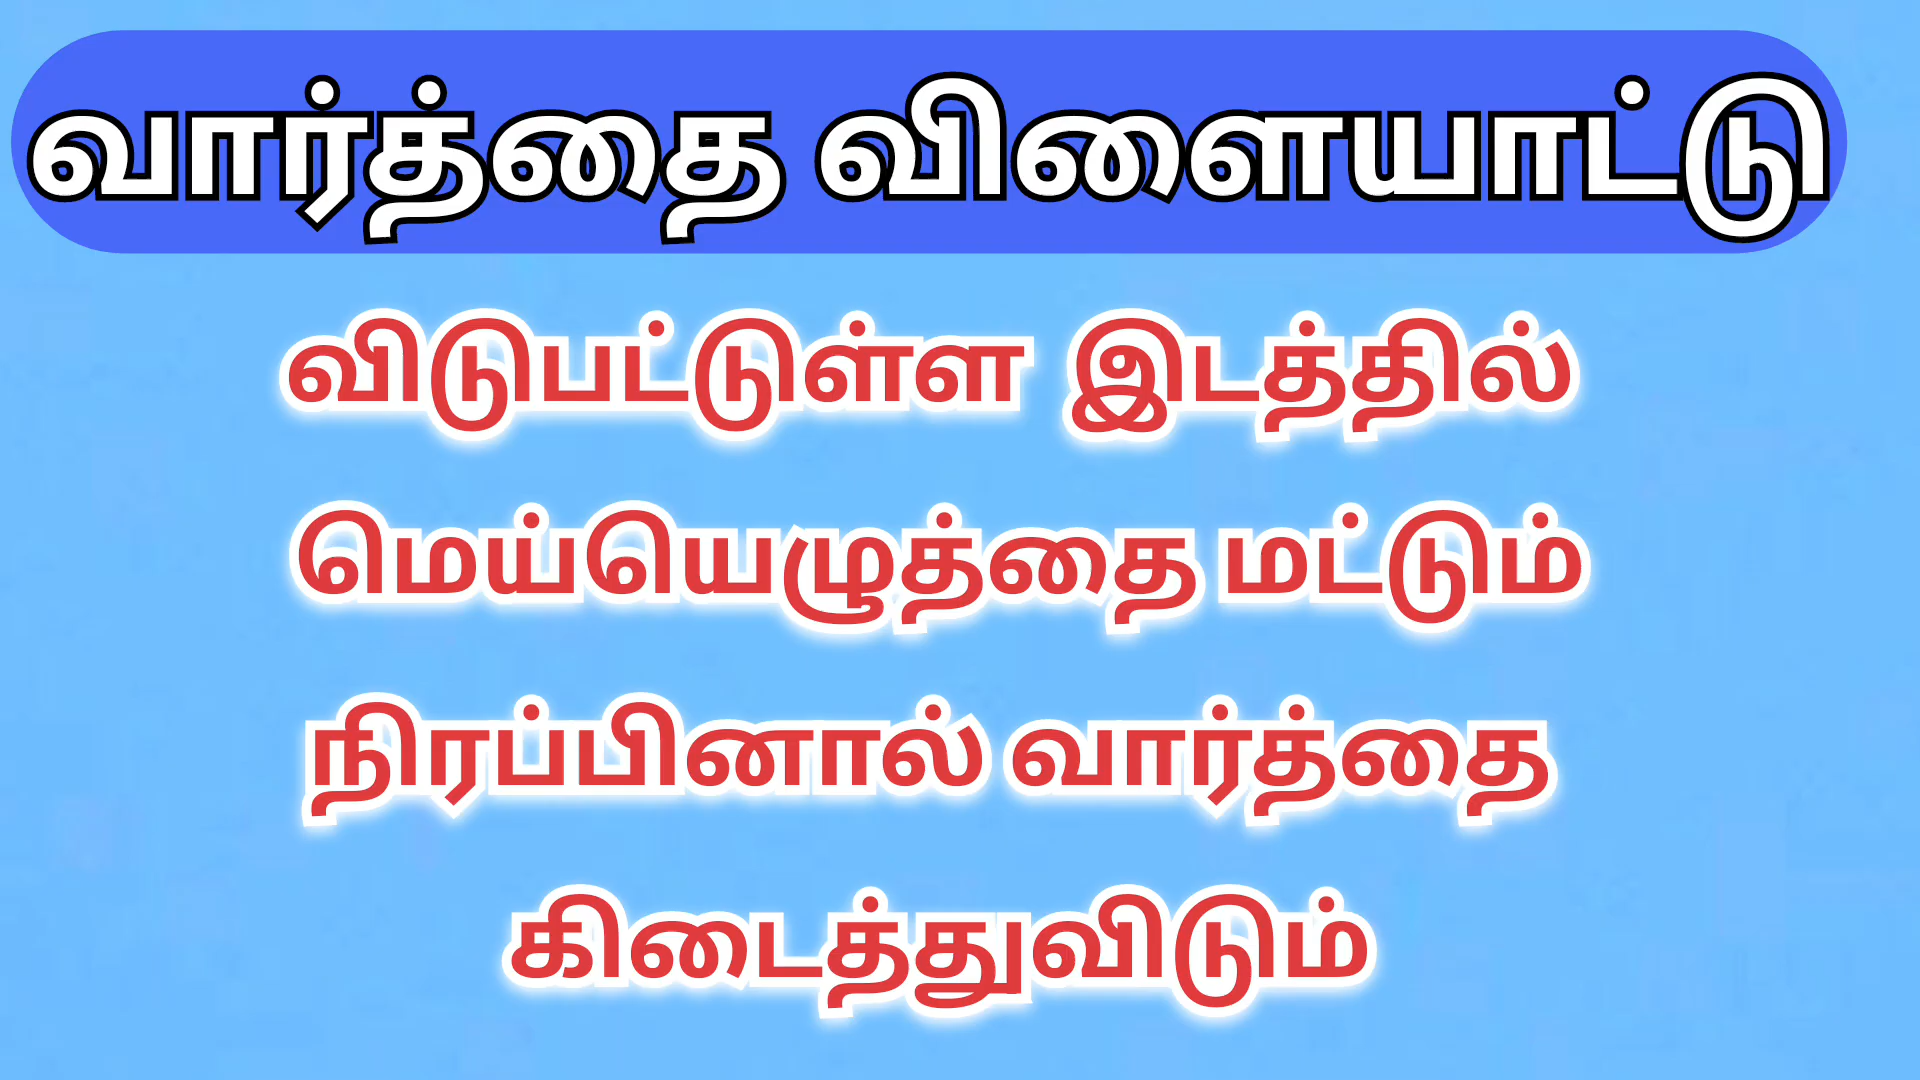 வார்த்தை விளையாட்டு
விடுபட்டுள்ள இடத்தில்
மெய்யெழுத்தை மட்டும்
நிரப்பினால் வார்த்தை
கிடைத்துவிடும்